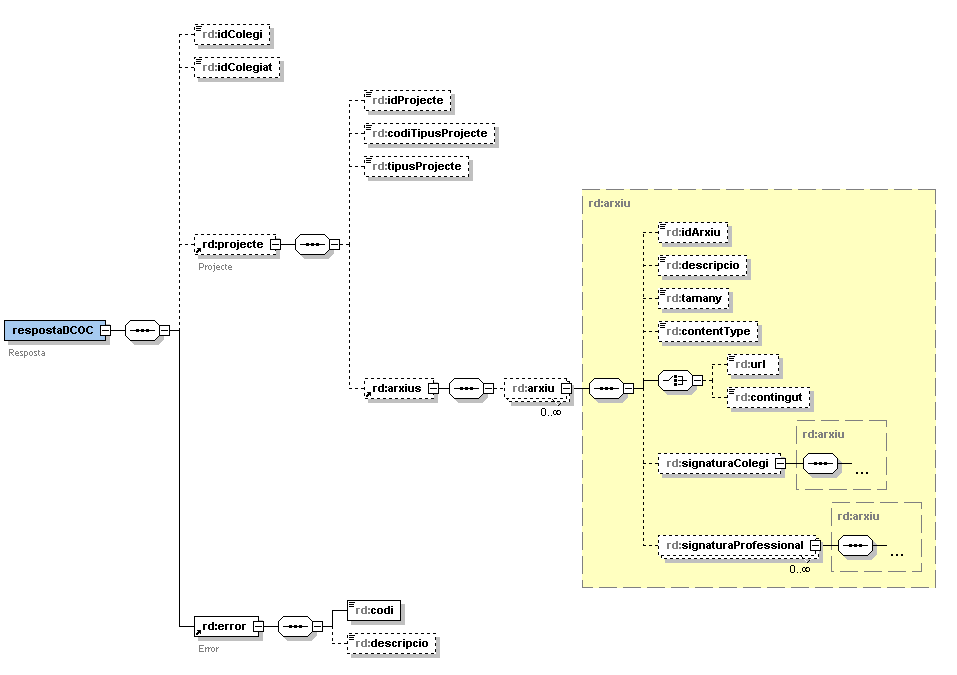 rd:idColegi
rd:idColegiat
rd:idProjecte
rd:codiTipusProjecte
rd:tipusProjecte
rd:arxiu
rd:idArxiu
rd:projecte
Projecte
rd:descripcio
rd:tamany
respostaDCOC
Resposta
rd:contentType
rd:url
rd:arxius
rd:arxiu
0..∞
rd:contingut
rd:arxiu
rd:signaturaColegi
...
rd:arxiu
rd:signaturaProfessional
0..∞
...
rd:codi
rd:error
Error
rd:descripcio